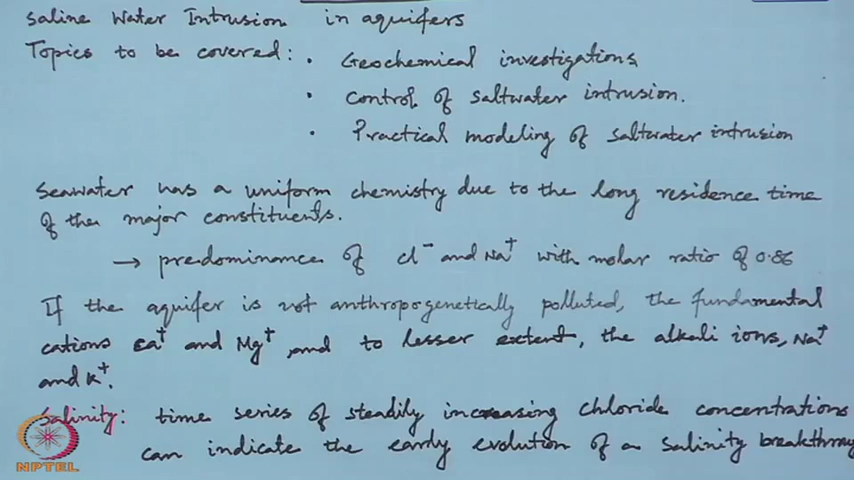 Saline Water Intrusion in aquifers
Topics to be covered: • Geochemical investigations
• Control of saltwater intrusion.
• Practical modeling of saltwater intrusion
Seawater has a uniform chemistry due to the long residence time
of the major constituents.
→ predominance of Cl⁻ and Na⁺ with molar ratio of 0.86
If the aquifer is not anthropogenetically polluted, the fundamental
cations Ca⁺ and Mg⁺ and to lesser extent, the alkali ions, Na⁺
and K⁺.
Salinity: time series of steadily increasing chloride concentrations
can indicate the early evolution of a salinity breakthroug
NPTEL